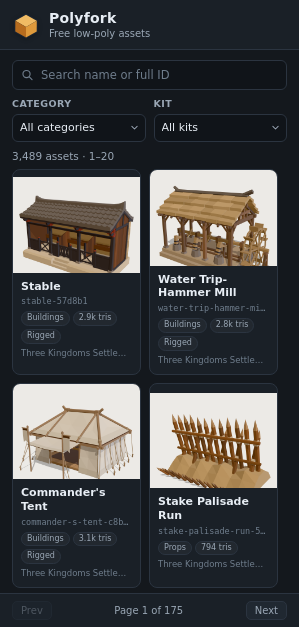 Polyfork
Free low-poly assets
Search name or full ID
CATEGORY
KIT
All categories
All kits
3,489 assets · 1–20
Stable
stable-57d8b1
Buildings
2.9k tris
Rigged
Three Kingdoms Settle…
Water Trip-
Hammer Mill
water-trip-hammer-mi…
Buildings
2.8k tris
Rigged
Three Kingdoms Settle…
Commander's
Tent
commander-s-tent-c8b…
Buildings
3.1k tris
Rigged
Three Kingdoms Settle…
Stake Palisade
Run
stake-palisade-run-5…
Props
794 tris
Three Kingdoms Settle…
Prev
Page 1 of 175
Next